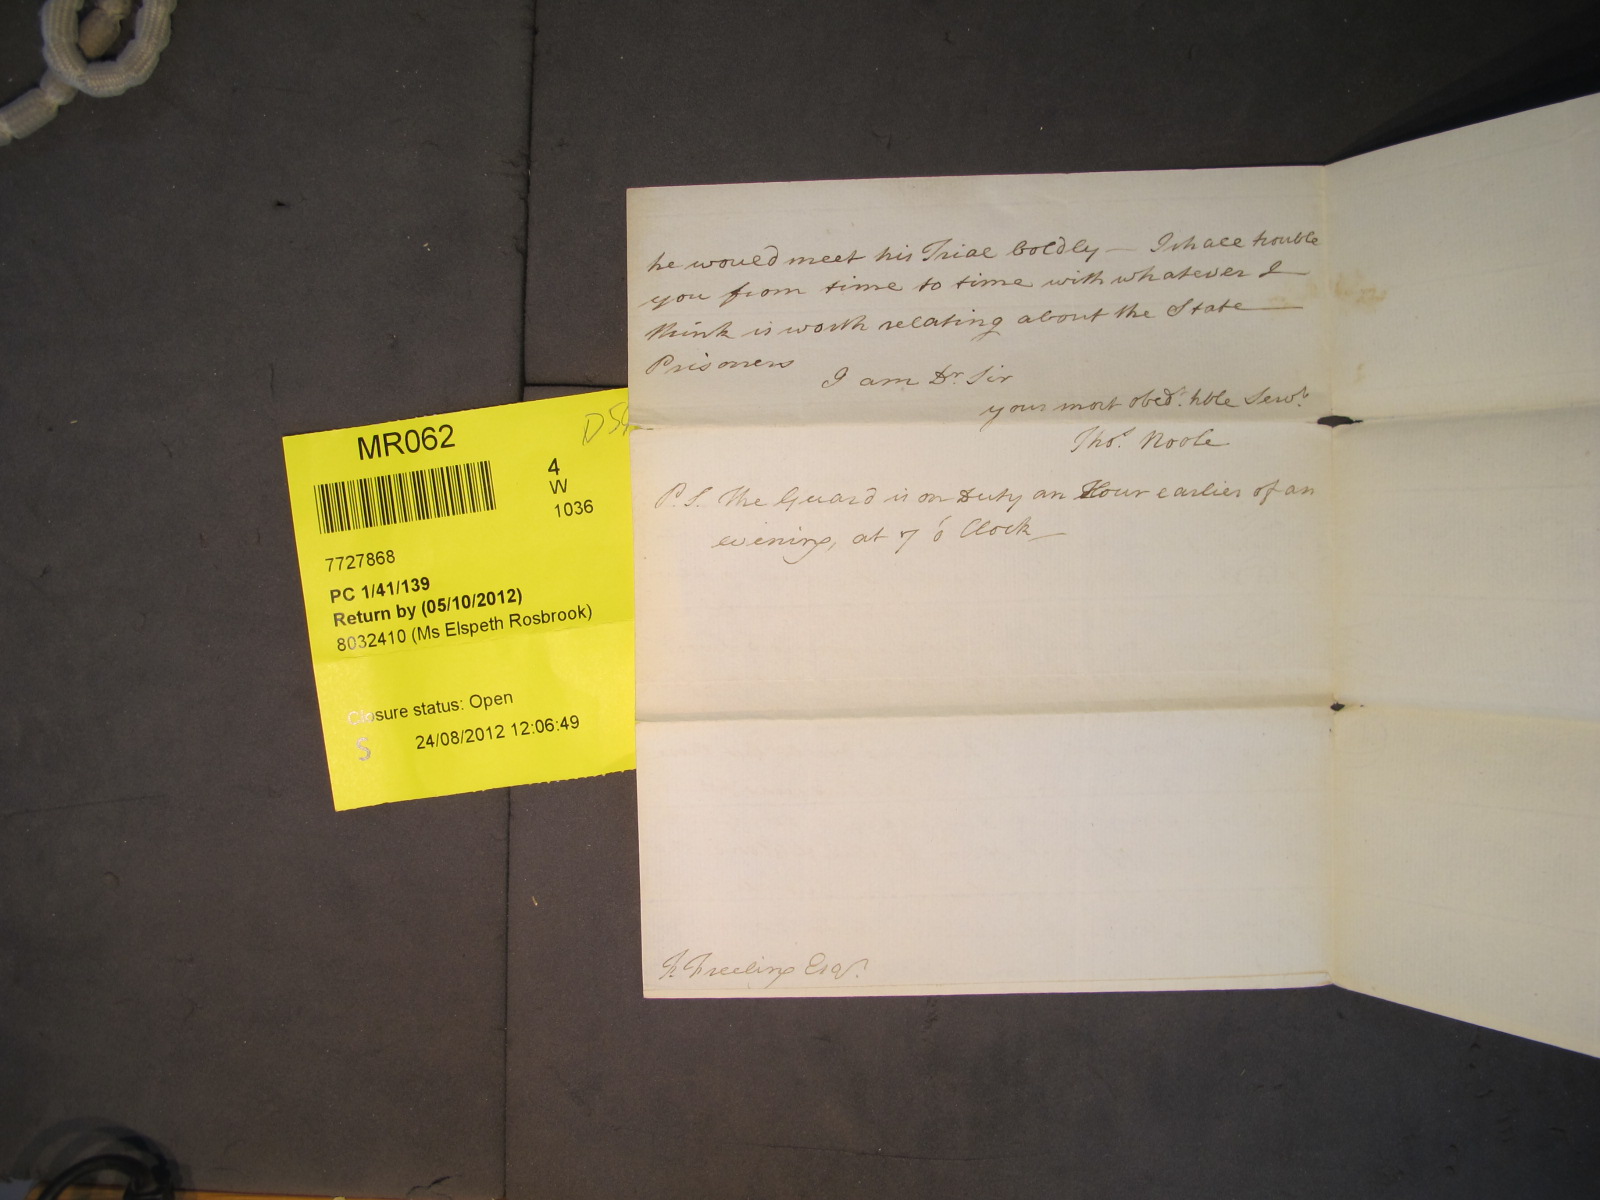 he would meet his Trial boldly — I shall trouble
you from time to time with whatever I
think is worth relating about the State
Prisoners
I am Dr. Sir
your most obedt. hble Servt.
Thos. Noole
P.S. The Guard is on Duty an Hour earlier of an
evening, at 7 o'Clock
F. Freeling Esqr.
MR062
4
W
1036
7727868
PC 1/41/139
Return by (05/10/2012)
8032410 (Ms Elspeth Rosbrook)
Closure status: Open
S
24/08/2012 12:06:49